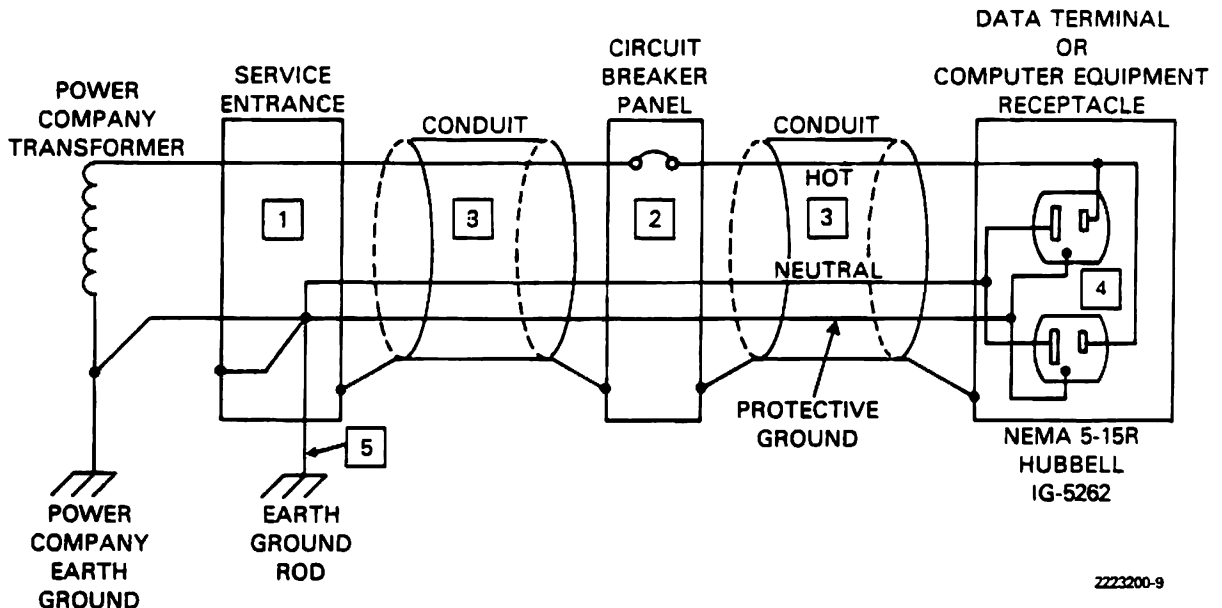 POWER
COMPANY
TRANSFORMER
SERVICE
ENTRANCE
CONDUIT
CIRCUIT
BREAKER
PANEL
CONDUIT
DATA TERMINAL
OR
COMPUTER EQUIPMENT
RECEPTACLE
HOT
1
3
2
3
NEUTRAL
4
PROTECTIVE
GROUND
5
NEMA 5-15R
HUBBELL
IG-5262
POWER
COMPANY
EARTH
GROUND
EARTH
GROUND
ROD
2223200-9